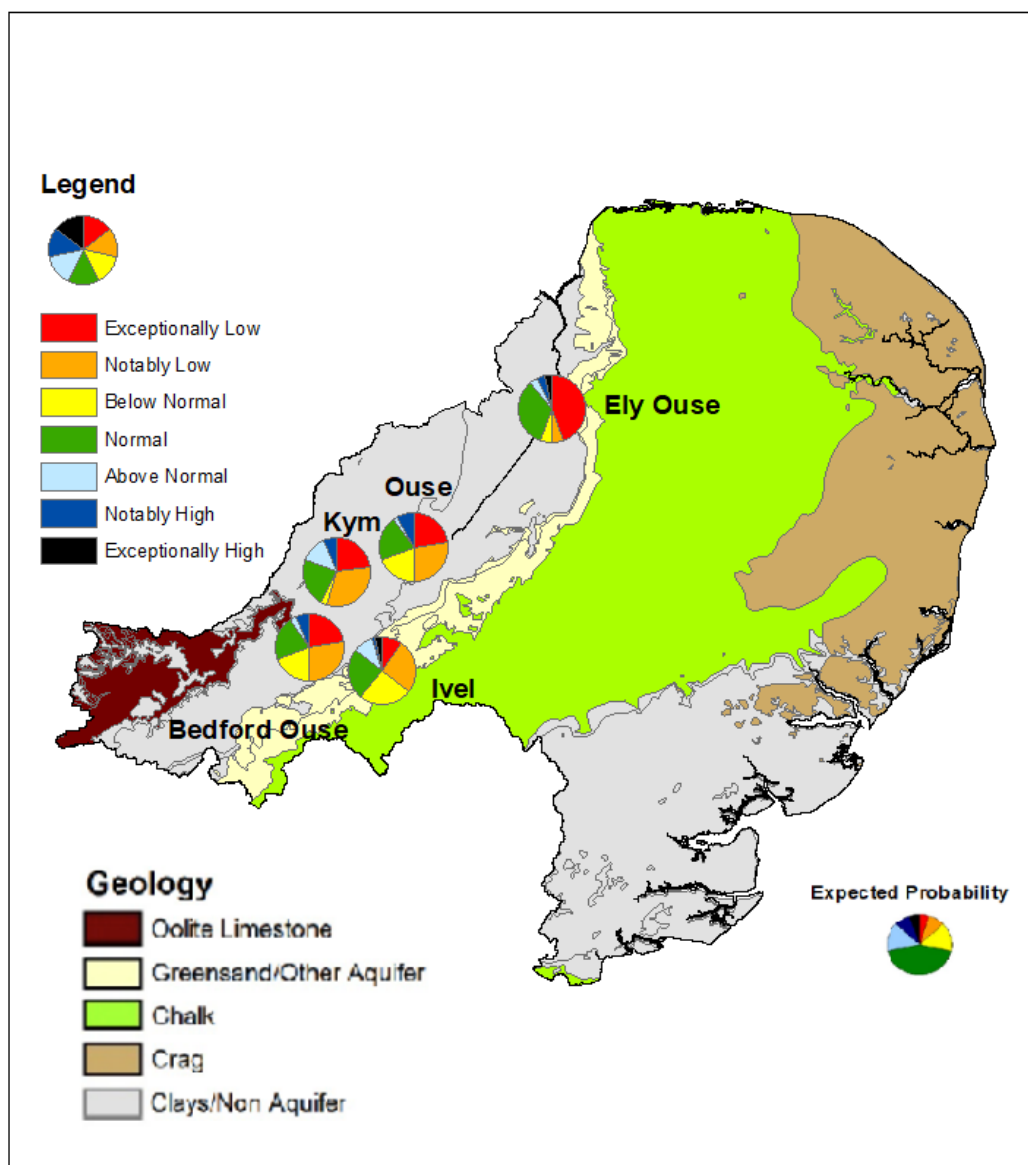 Legend
Exceptionally Low
Notably Low
Below Normal
Normal
Above Normal
Notably High
Exceptionally High
Ely Ouse
Ouse
Kym
Ivel
Bedford Ouse
Geology
Oolite Limestone
Greensand/Other Aquifer
Chalk
Crag
Clays/Non Aquifer
Expected Probability